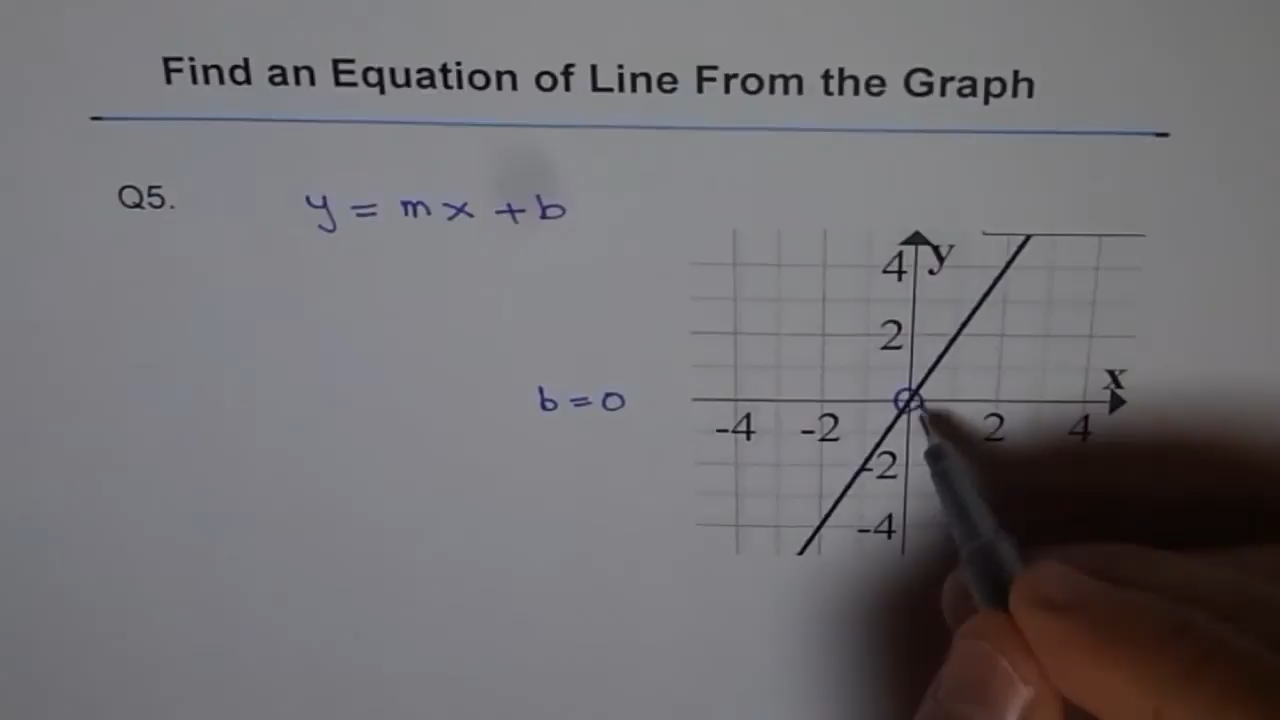 Find an Equation of Line From the Graph
Q5.
y = mx + b
4 y
2
b = 0
x
-4 -2 2 4
-2
-4